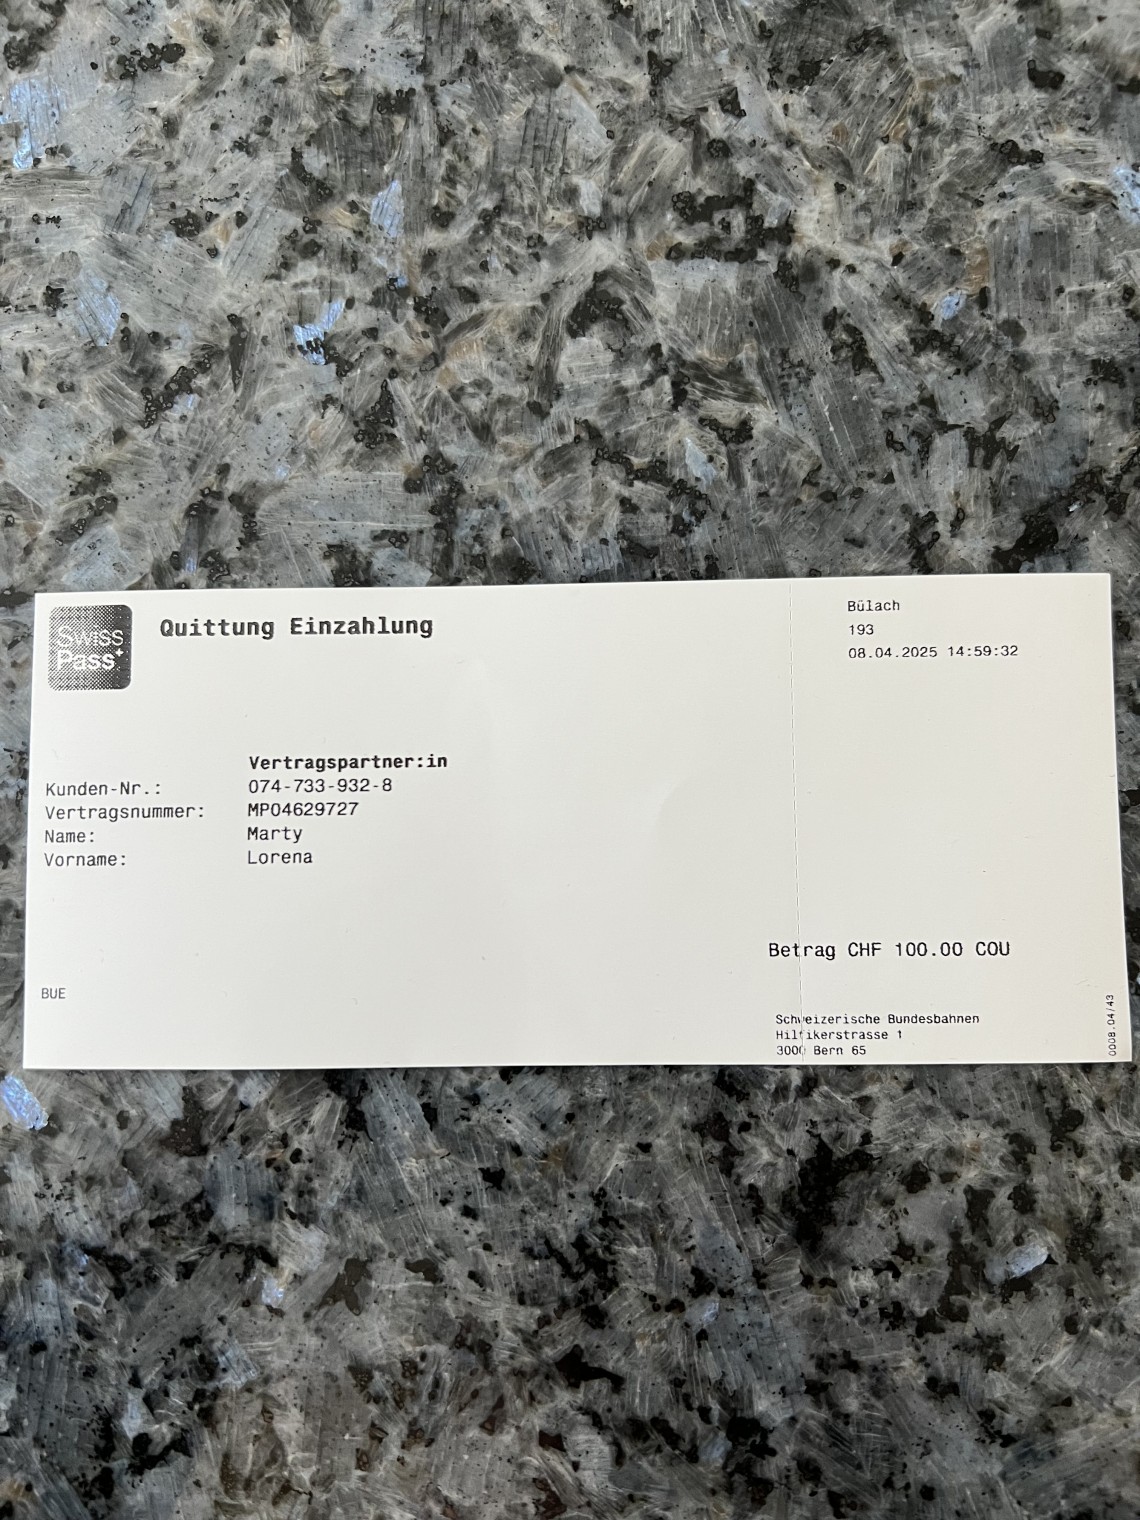 Swiss
Pass+
Quittung Einzahlung
Bülach
193
08.04.2025 14:59:32
Vertragspartner:in
Kunden-Nr.: 074-733-932-8
Vertragsnummer: MP04629727
Name: Marty
Vorname: Lorena
Betrag CHF 100.00 COU
BUE
Schweizerische Bundesbahnen
Hilfikerstrasse 1
3000 Bern 65
0008.04/43